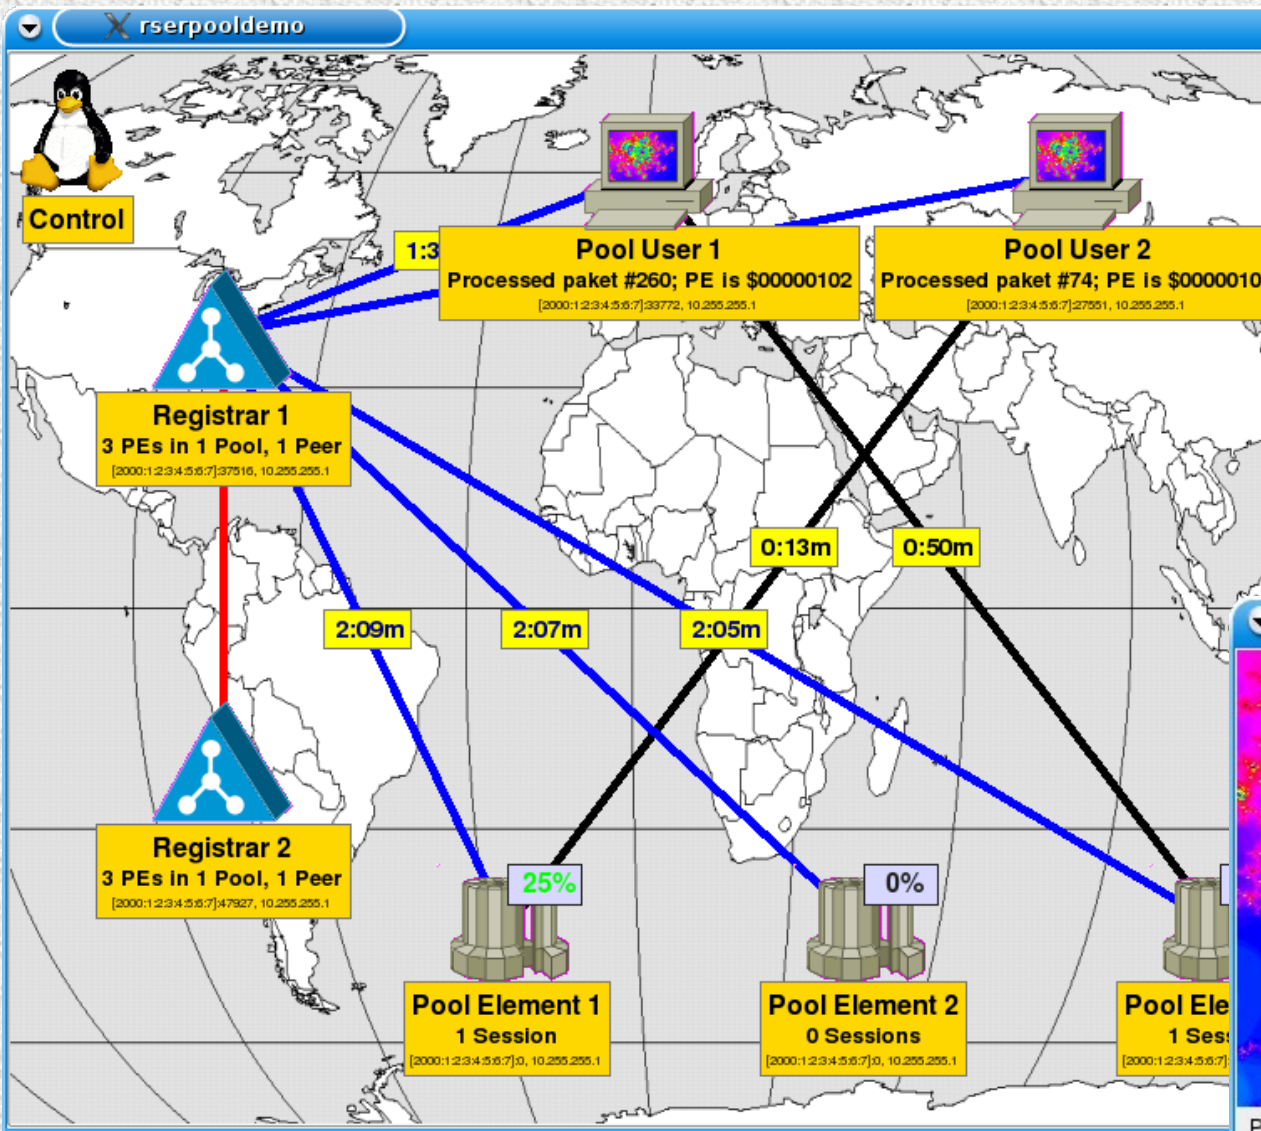 rserpooldemo
Control
1:3
Pool User 1
Processed paket #260; PE is $00000102
[2000:1:2:3:4:5:6:7]:33772, 10.255.255.1
Pool User 2
Processed paket #74; PE is $0000010
[2000:1:2:3:4:5:6:7]:27551, 10.255.255.1
Registrar 1
3 PEs in 1 Pool, 1 Peer
[2000:1:2:3:4:5:6:7]:37516, 10.255.255.1
0:13m
0:50m
2:09m
2:07m
2:05m
Registrar 2
3 PEs in 1 Pool, 1 Peer
[2000:1:2:3:4:5:6:7]:47927, 10.255.255.1
25%
0%
Pool Element 1
1 Session
[2000:1:2:3:4:5:6:7]:0, 10.255.255.1
Pool Element 2
0 Sessions
[2000:1:2:3:4:5:6:7]:0, 10.255.255.1
Pool Ele
1 Sess
[2000:1:2:3:4:5:6:7]:
P